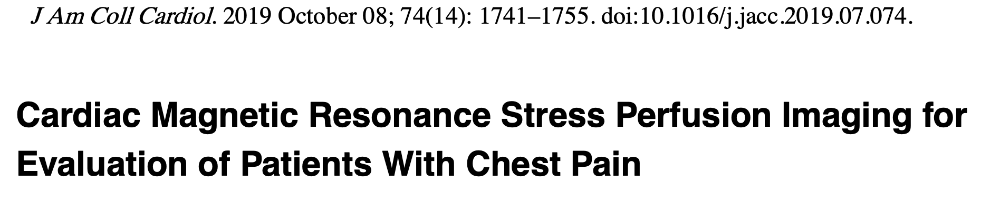 J Am Coll Cardiol. 2019 October 08; 74(14): 1741–1755. doi:10.1016/j.jacc.2019.07.074.
Cardiac Magnetic Resonance Stress Perfusion Imaging for
Evaluation of Patients With Chest Pain